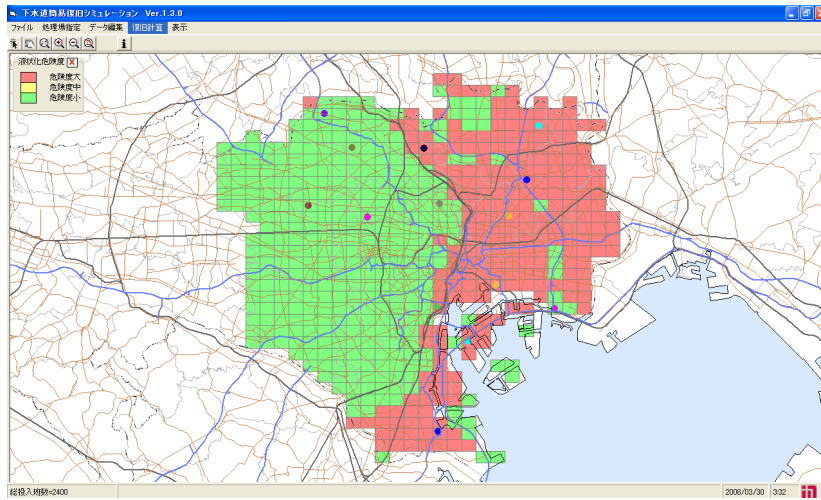 下水道簡易復旧シミュレーション Ver.1.3.0
ファイル 処理場指定 データ編集 復旧計算 表示
液状化危険度
危険度大
危険度中
危険度小
総投入班数=2400
2008/03/30 3:32